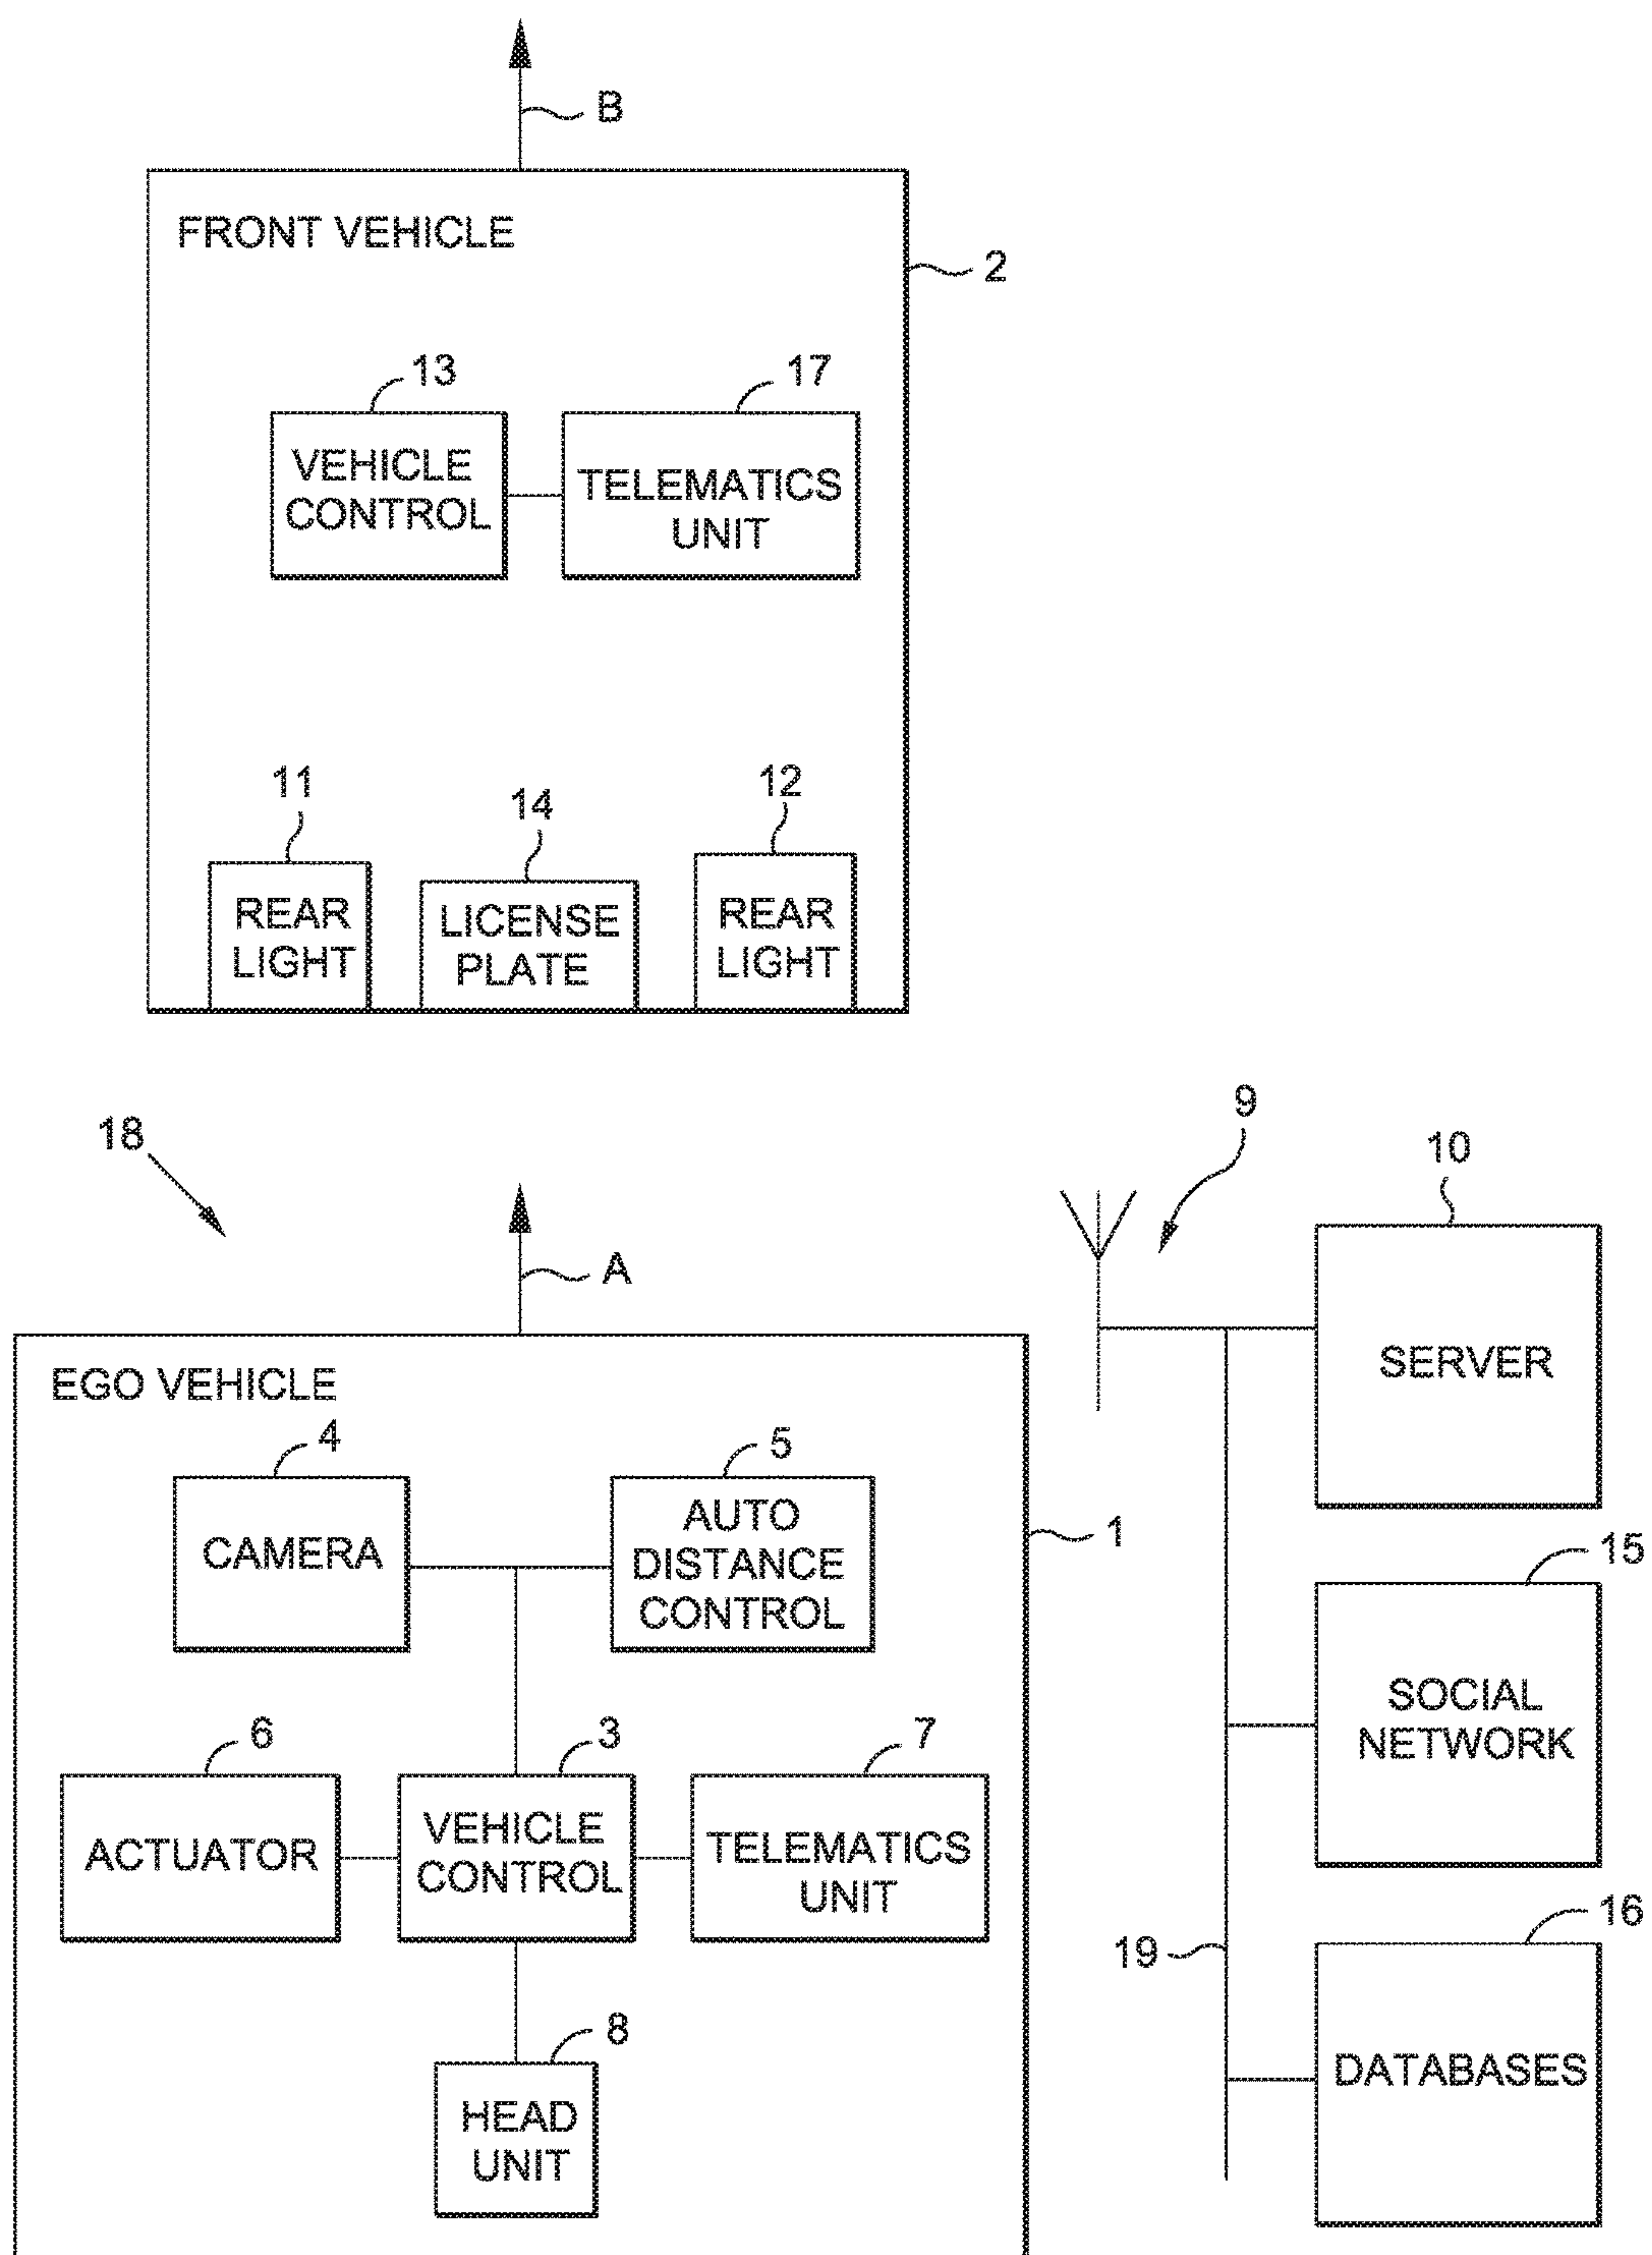 B
FRONT VEHICLE
2
13
17
VEHICLE
CONTROL
TELEMATICS
UNIT
11
14
12
REAR
LIGHT
LICENSE
PLATE
REAR
LIGHT
18
9
10
A
SERVER
EGO VEHICLE
4
5
1
CAMERA
AUTO
DISTANCE
CONTROL
15
SOCIAL
NETWORK
6
3
7
ACTUATOR
VEHICLE
CONTROL
TELEMATICS
UNIT
16
19
DATABASES
8
HEAD
UNIT